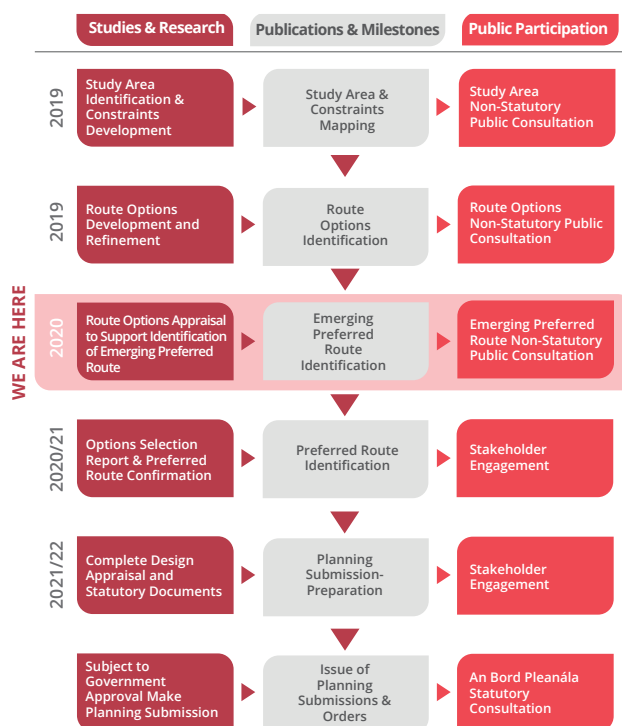 Studies & Research
Publications & Milestones
Public Participation
2019
Study Area
Identification &
Constraints
Development
Study Area &
Constraints
Mapping
Study Area
Non-Statutory
Public Consultation
2019
Route Options
Development and
Refinement
Route
Options
Identification
Route Options
Non-Statutory Public
Consultation
WE ARE HERE
2020
Route Options Appraisal
to Support Identification
of Emerging Preferred
Route
Emerging
Preferred
Route
Identification
Emerging Preferred
Route Non-Statutory
Public Consultation
2020/21
Options Selection
Report & Preferred
Route Confirmation
Preferred Route
Identification
Stakeholder
Engagement
2021/22
Complete Design
Appraisal and
Statutory Documents
Planning
Submission-
Preparation
Stakeholder
Engagement
Subject to
Government
Approval Make
Planning Submission
Issue of
Planning
Submissions &
Orders
An Bord Pleanála
Statutory
Consultation